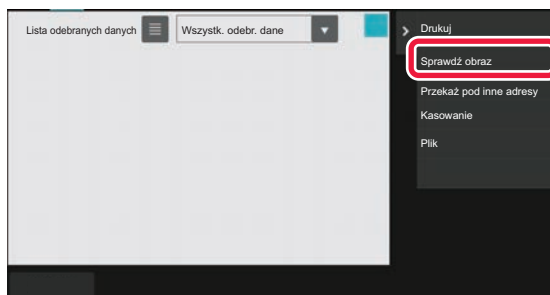 Lista odebranych danych
Wszystk. odebr. dane
Drukuj
Sprawdź obraz
Przekaż pod inne adresy
Kasowanie
Plik